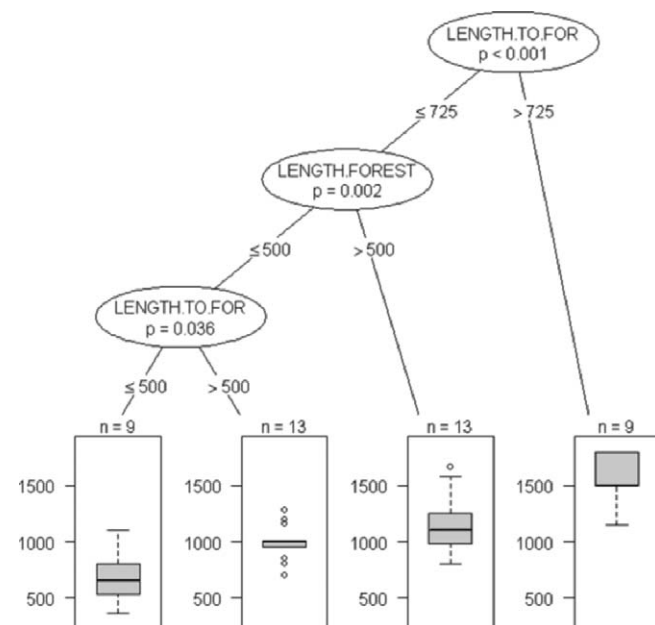 LENGTH.TO.FOR
p < 0.001
≤ 725
> 725
LENGTH.FOREST
p = 0.002
≤ 500
> 500
LENGTH.TO.FOR
p = 0.036
≤ 500
> 500
n = 9
n = 13
n = 13
n = 9
1500
1000
500
1500
1000
500
1500
1000
500
1500
1000
500